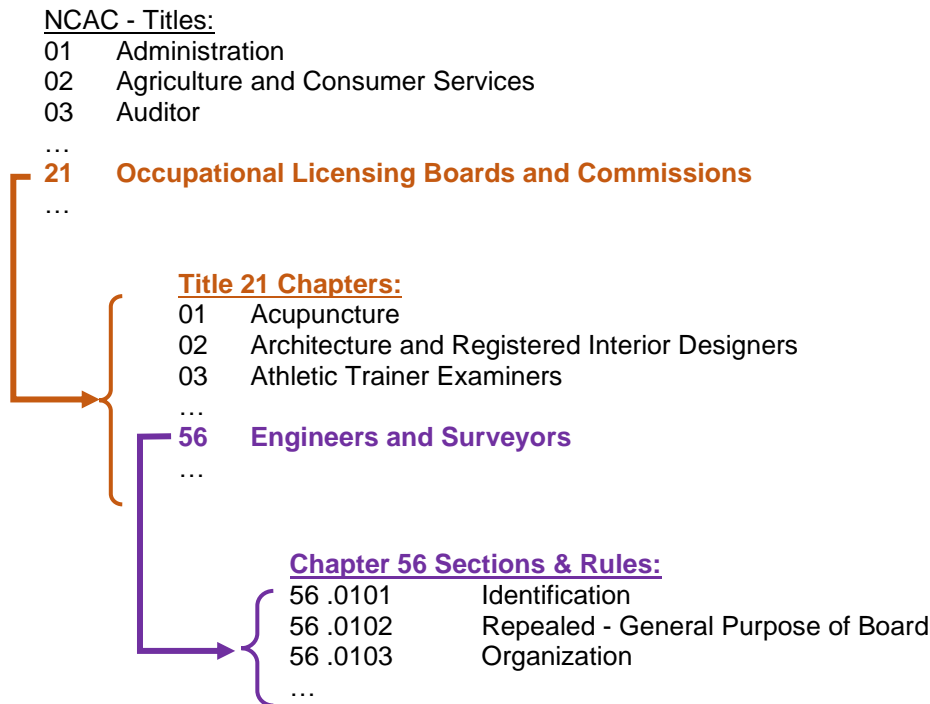 NCAC - Titles:
01 Administration
02 Agriculture and Consumer Services
03 Auditor
…
21 Occupational Licensing Boards and Commissions
…
Title 21 Chapters:
01 Acupuncture
02 Architecture and Registered Interior Designers
03 Athletic Trainer Examiners
…
56 Engineers and Surveyors
…
Chapter 56 Sections & Rules:
56 .0101 Identification
56 .0102 Repealed - General Purpose of Board
56 .0103 Organization
…